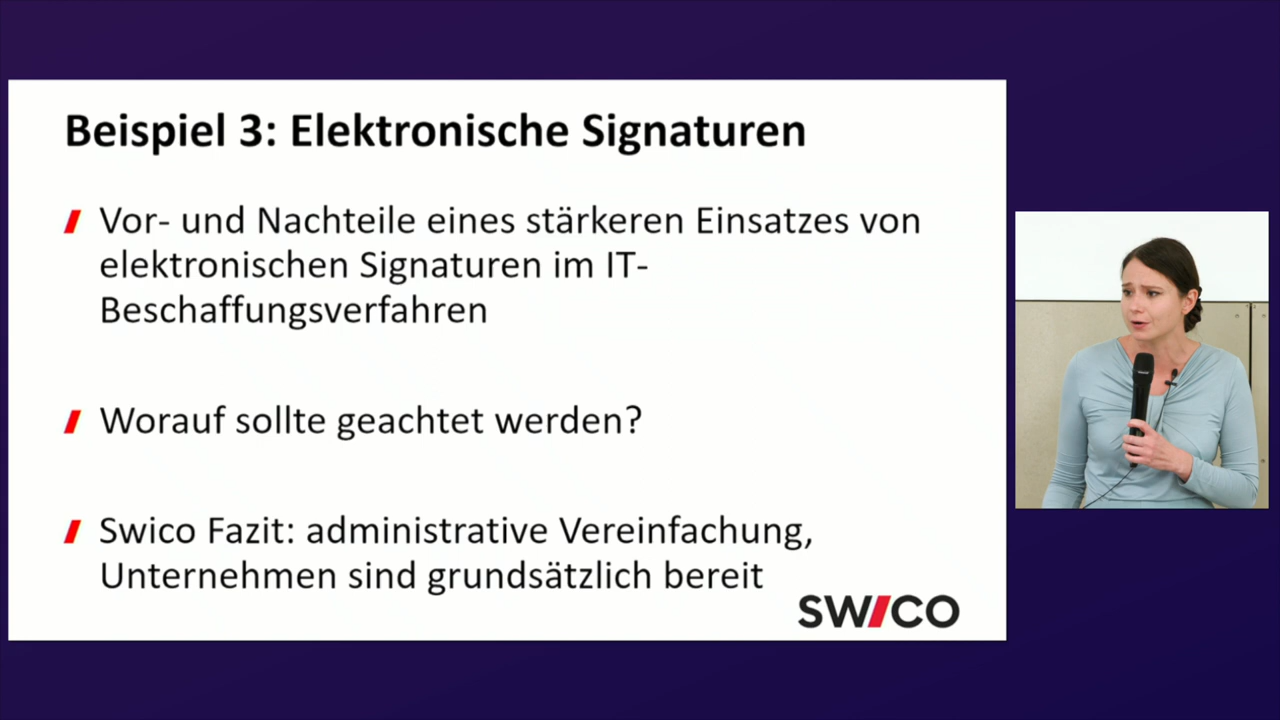 Beispiel 3: Elektronische Signaturen
Vor- und Nachteile eines stärkeren Einsatzes von
elektronischen Signaturen im IT-
Beschaffungsverfahren
Worauf sollte geachtet werden?
Swico Fazit: administrative Vereinfachung,
Unternehmen sind grundsätzlich bereit
SWICO